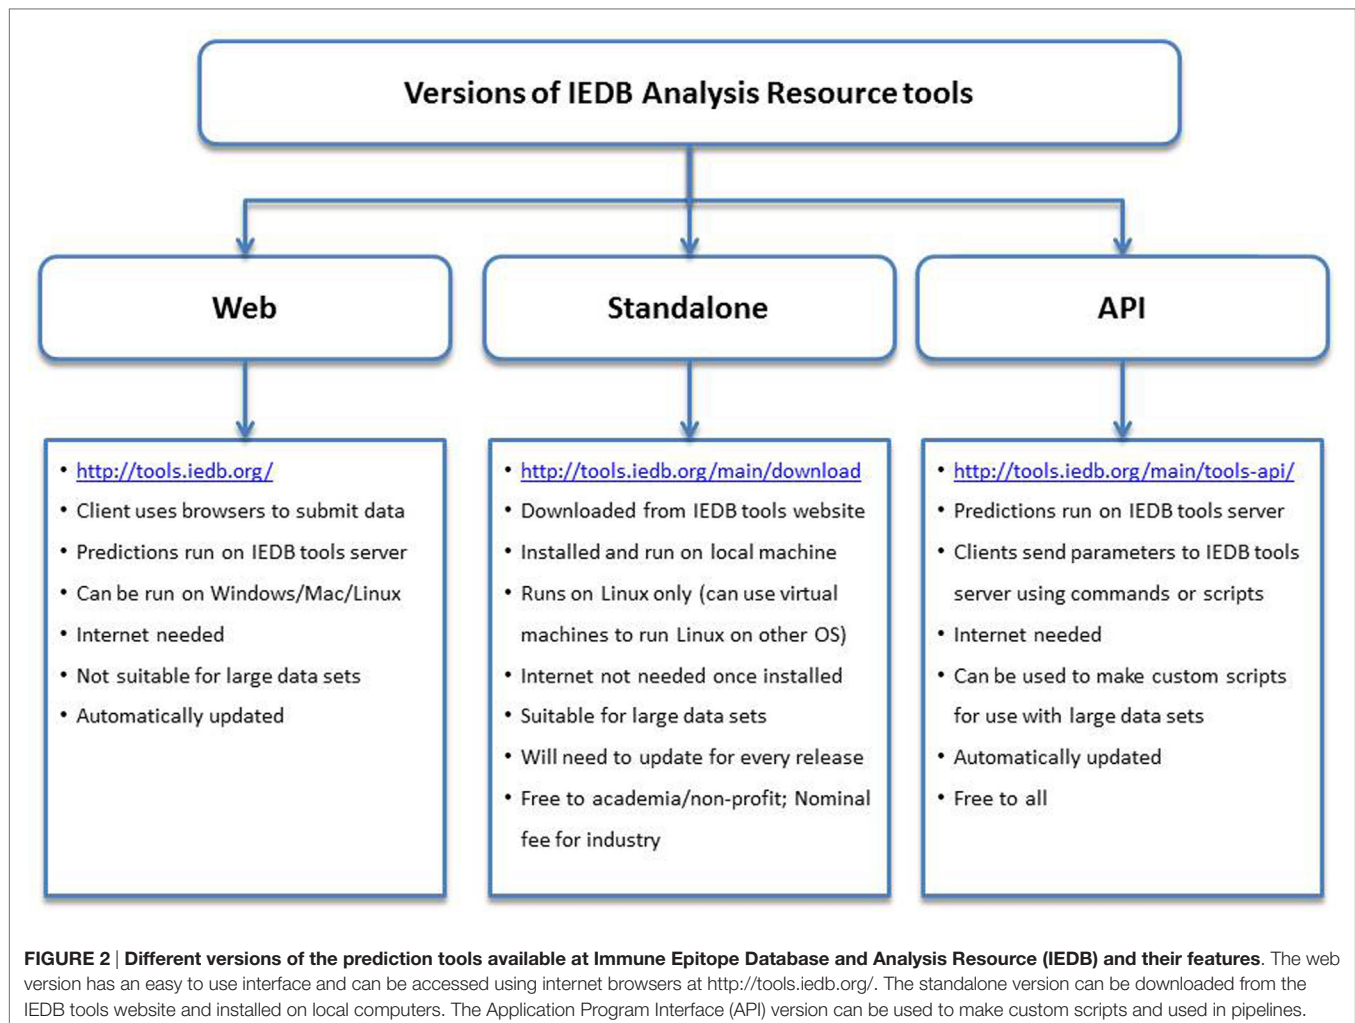 Versions of IEDB Analysis Resource tools
Web
Standalone
API
• http://tools.iedb.org/
• Client uses browsers to submit data
• Predictions run on IEDB tools server
• Can be run on Windows/Mac/Linux
• Internet needed
• Not suitable for large data sets
• Automatically updated
• http://tools.iedb.org/main/download
• Downloaded from IEDB tools website
• Installed and run on local machine
• Runs on Linux only (can use virtual
machines to run Linux on other OS)
• Internet not needed once installed
• Suitable for large data sets
• Will need to update for every release
• Free to academia/non-profit; Nominal
fee for industry
• http://tools.iedb.org/main/tools-api/
• Predictions run on IEDB tools server
• Clients send parameters to IEDB tools
server using commands or scripts
• Internet needed
• Can be used to make custom scripts
for use with large data sets
• Automatically updated
• Free to all
FIGURE 2 | Different versions of the prediction tools available at Immune Epitope Database and Analysis Resource (IEDB) and their features. The web
version has an easy to use interface and can be accessed using internet browsers at http://tools.iedb.org/. The standalone version can be downloaded from the
IEDB tools website and installed on local computers. The Application Program Interface (API) version can be used to make custom scripts and used in pipelines.